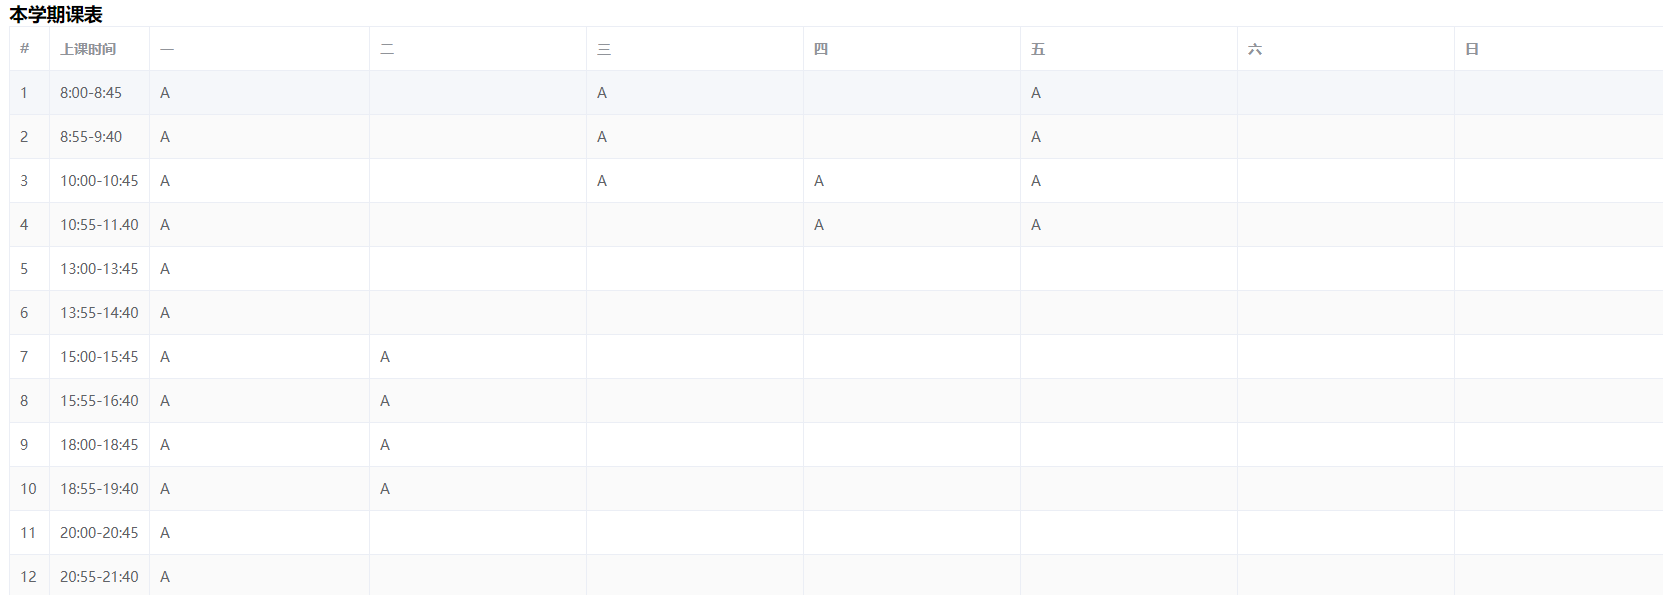 本学期课表
# 上课时间 一 二 三 四 五 六 日
1 8:00-8:45 A A A
2 8:55-9:40 A A A
3 10:00-10:45 A A A A
4 10:55-11.40 A A A
5 13:00-13:45 A
6 13:55-14:40 A
7 15:00-15:45 A A
8 15:55-16:40 A A
9 18:00-18:45 A A
10 18:55-19:40 A A
11 20:00-20:45 A
12 20:55-21:40 A